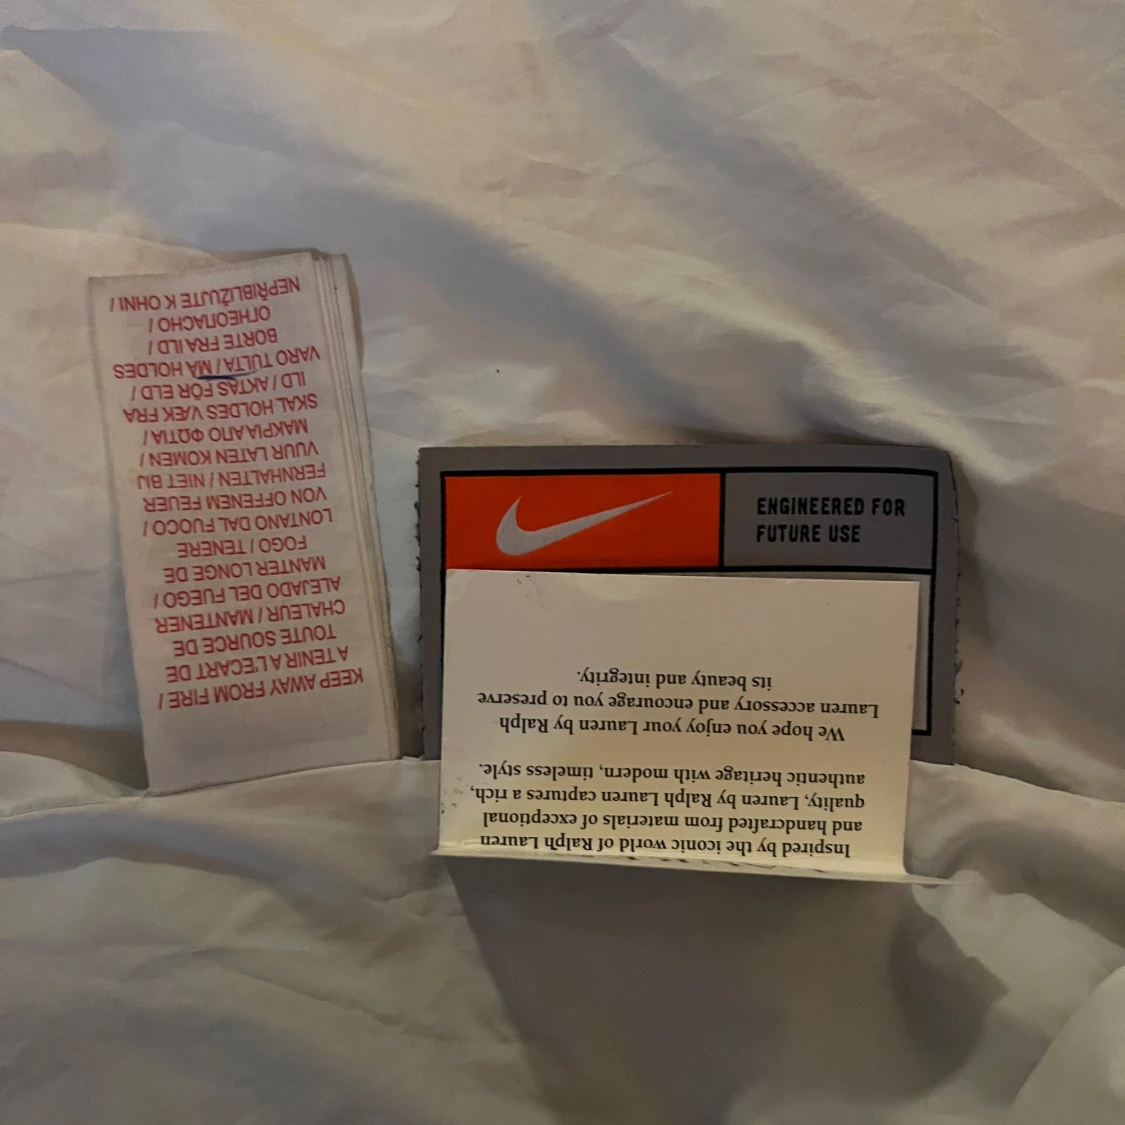 KEEP AWAY FROM FIRE /
A TENIR A L'ECART DE
TOUTE SOURCE DE
CHALEUR / MANTENER
ALEJADO DEL FUEGO /
MANTER LONGE DE
FOGO / TENERE
LONTANO DAL FUOCO /
VON OFFENEM FEUER
FERNHALTEN / NIET BIJ
VUUR LATEN KOMEN /
ΜΑΚΡΙΑ ΑΠΟ ΦΩΤΙΑ /
SKAL HOLDES VÆK FRA
ILD / AKTAS FÖR ELD /
VARO TULTA / MA HOLDES
BORTE FRA ILD /
ОГНЕОПАСНО /
NEPŘIBLIŽUJTE K OHNI /
ENGINEERED FOR
FUTURE USE
Inspired by the iconic world of Ralph Lauren
and handcrafted from materials of exceptional
quality, Lauren by Ralph Lauren captures a rich,
authentic heritage with modern, timeless style.
We hope you enjoy your Lauren by Ralph
Lauren accessory and encourage you to preserve
its beauty and integrity.